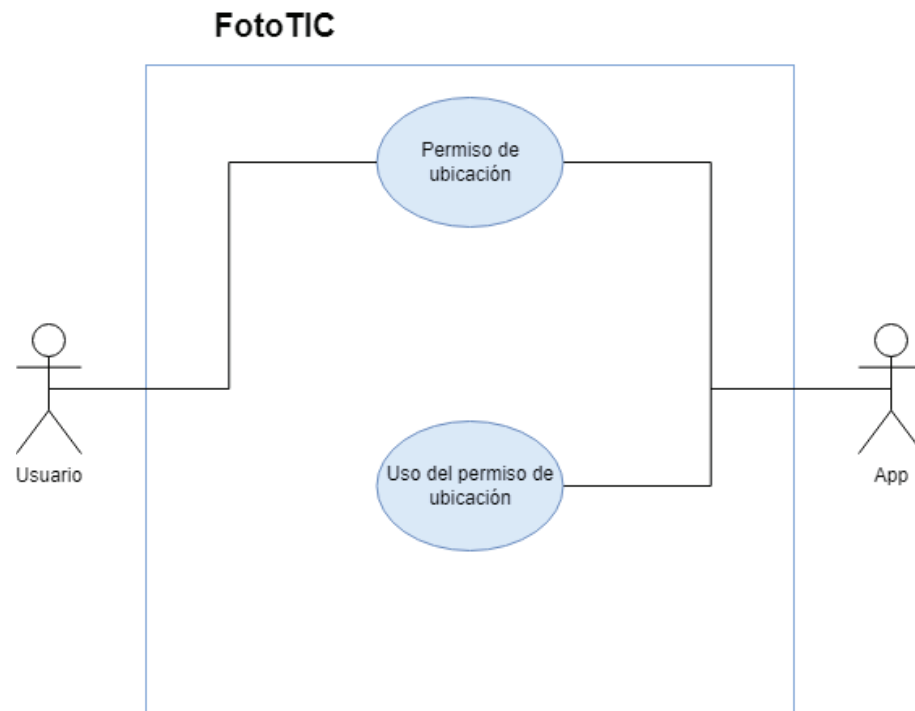 FotoTIC
Permiso de
ubicación
Usuario
App
Uso del permiso de
ubicación